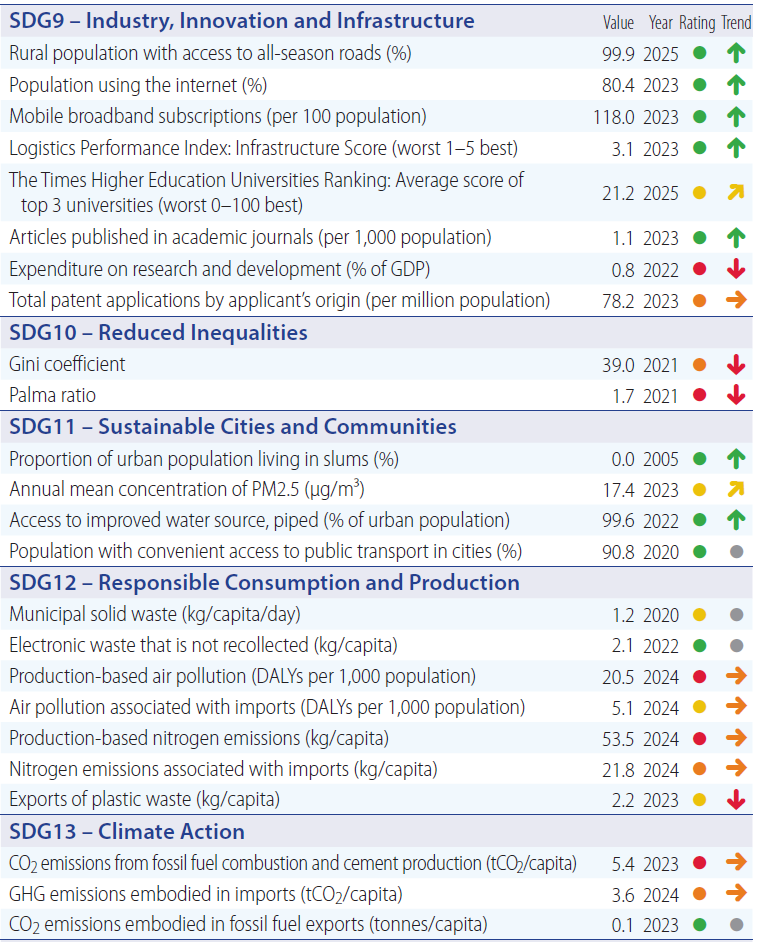 SDG9 – Industry, Innovation and Infrastructure Value Year Rating Trend
Rural population with access to all-season roads (%) 99.9 2025
Population using the internet (%) 80.4 2023
Mobile broadband subscriptions (per 100 population) 118.0 2023
Logistics Performance Index: Infrastructure Score (worst 1–5 best) 3.1 2023
The Times Higher Education Universities Ranking: Average score of
top 3 universities (worst 0–100 best) 21.2 2025
Articles published in academic journals (per 1,000 population) 1.1 2023
Expenditure on research and development (% of GDP) 0.8 2022
Total patent applications by applicant’s origin (per million population) 78.2 2023
SDG10 – Reduced Inequalities
Gini coefficient 39.0 2021
Palma ratio 1.7 2021
SDG11 – Sustainable Cities and Communities
Proportion of urban population living in slums (%) 0.0 2005
Annual mean concentration of PM2.5 (μg/m³) 17.4 2023
Access to improved water source, piped (% of urban population) 99.6 2022
Population with convenient access to public transport in cities (%) 90.8 2020
SDG12 – Responsible Consumption and Production
Municipal solid waste (kg/capita/day) 1.2 2020
Electronic waste that is not recollected (kg/capita) 2.1 2022
Production-based air pollution (DALYs per 1,000 population) 20.5 2024
Air pollution associated with imports (DALYs per 1,000 population) 5.1 2024
Production-based nitrogen emissions (kg/capita) 53.5 2024
Nitrogen emissions associated with imports (kg/capita) 21.8 2024
Exports of plastic waste (kg/capita) 2.2 2023
SDG13 – Climate Action
CO₂ emissions from fossil fuel combustion and cement production (tCO₂/capita) 5.4 2023
GHG emissions embodied in imports (tCO₂/capita) 3.6 2024
CO₂ emissions embodied in fossil fuel exports (tonnes/capita) 0.1 2023